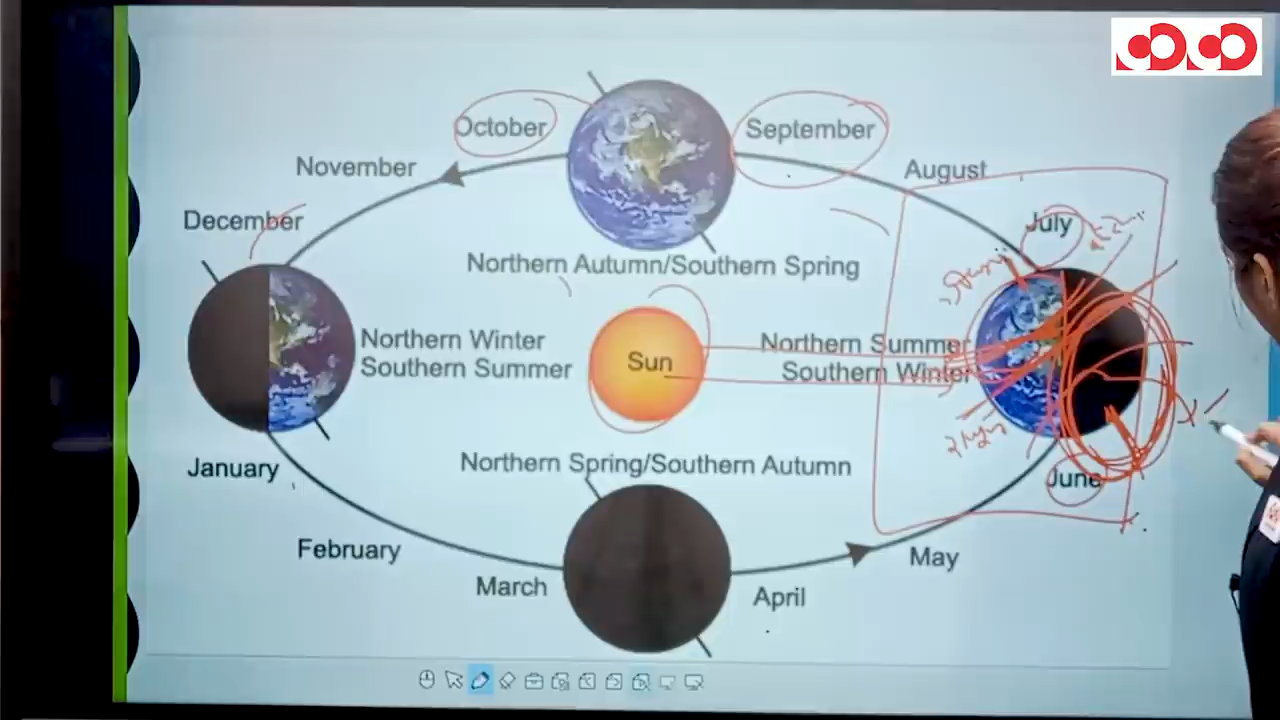 October
September
November
August
December
July
Northern Autumn/Southern Spring
Northern Winter
Southern Summer
Sun
Northern Summer
Southern Winter
January
Northern Spring/Southern Autumn
June
February
May
March
April